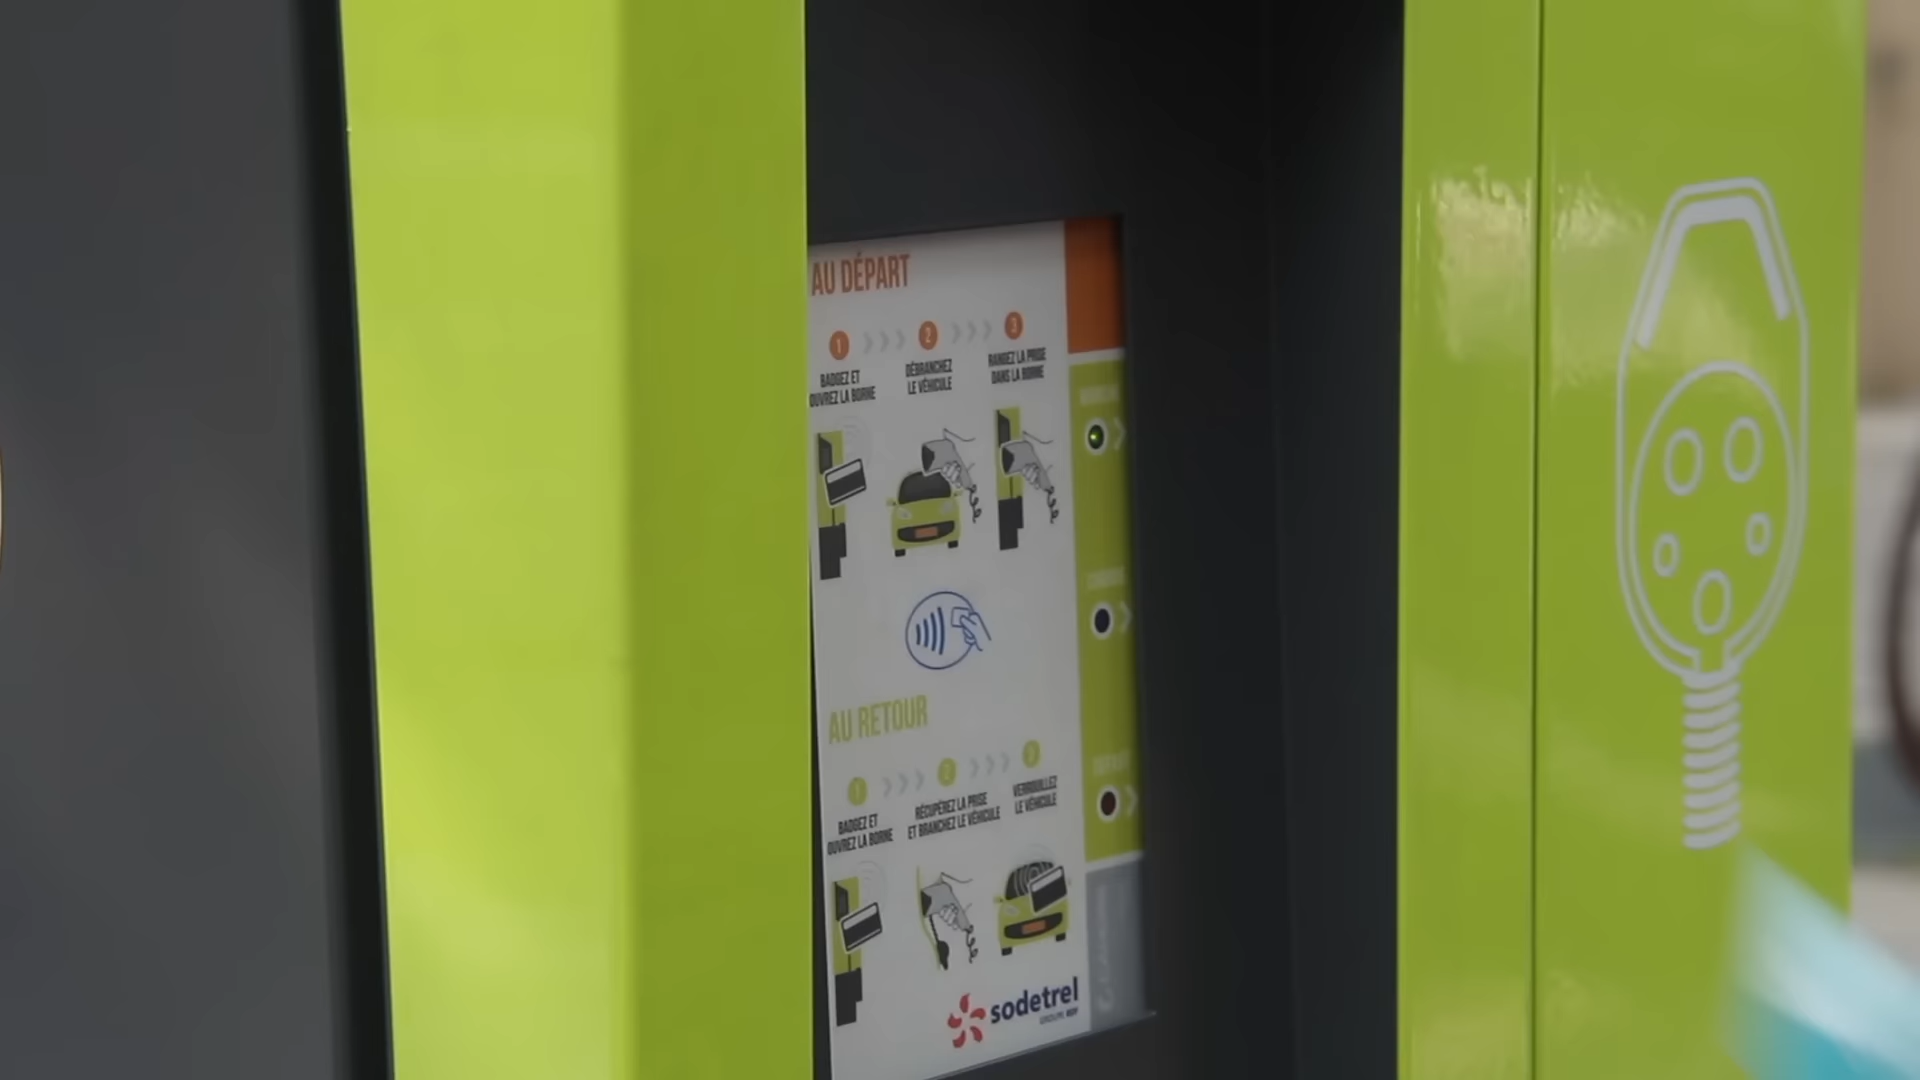 AU DÉPART
1 2 3
BADGEZ ET
OUVREZ LA BORNE
DÉBRANCHEZ
LE VÉHICULE
RANGEZ LA PRISE
DANS LA BORNE
AU RETOUR
1 2 3
BADGEZ ET
OUVREZ LA BORNE
RÉCUPÉREZ LA PRISE
ET BRANCHEZ LE VÉHICULE
VERROUILLEZ
LE VÉHICULE
sodetrel
GROUPE EDF